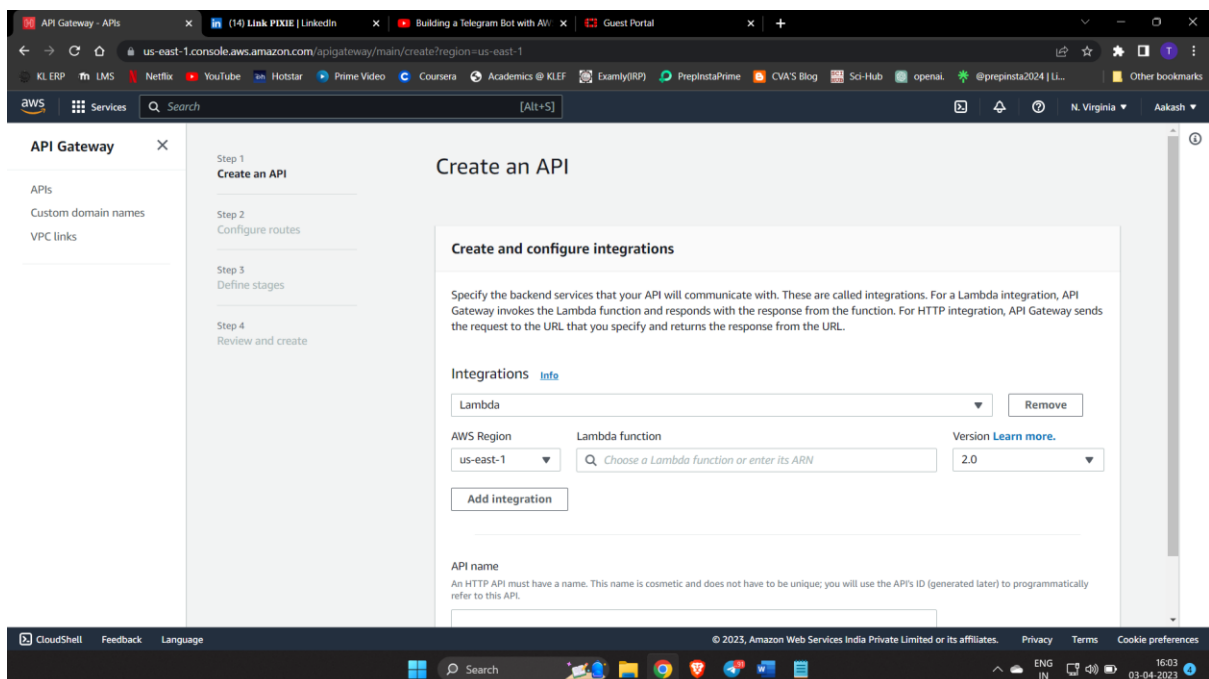 API Gateway - APIs
(14) Link PIXIE | LinkedIn
Building a Telegram Bot with AW
Guest Portal
us-east-1.console.aws.amazon.com/apigateway/main/create?region=us-east-1
KL ERP
LMS
Netflix
YouTube
Hotstar
Prime Video
Coursera
Academics @ KLEF
Examly(IRP)
PrepInstaPrime
CVA'S Blog
Sci-Hub
openai.
@prepinsta2024 | Li...
Other bookmarks
aws
Services
Search
[Alt+S]
N. Virginia
Aakash
API Gateway
APIs
Custom domain names
VPC links
Step 1
Create an API
Step 2
Configure routes
Step 3
Define stages
Step 4
Review and create
Create an API
Create and configure integrations
Specify the backend services that your API will communicate with. These are called integrations. For a Lambda integration, API
Gateway invokes the Lambda function and responds with the response from the function. For HTTP integration, API Gateway sends
the request to the URL that you specify and returns the response from the URL.
Integrations Info
Lambda
Remove
AWS Region
Lambda function
Version Learn more.
us-east-1
Choose a Lambda function or enter its ARN
2.0
Add integration
API name
An HTTP API must have a name. This name is cosmetic and does not have to be unique; you will use the API's ID (generated later) to programmatically
refer to this API.
CloudShell
Feedback
Language
© 2023, Amazon Web Services India Private Limited or its affiliates.
Privacy
Terms
Cookie preferences
Search
ENG
IN
16:03
03-04-2023
4